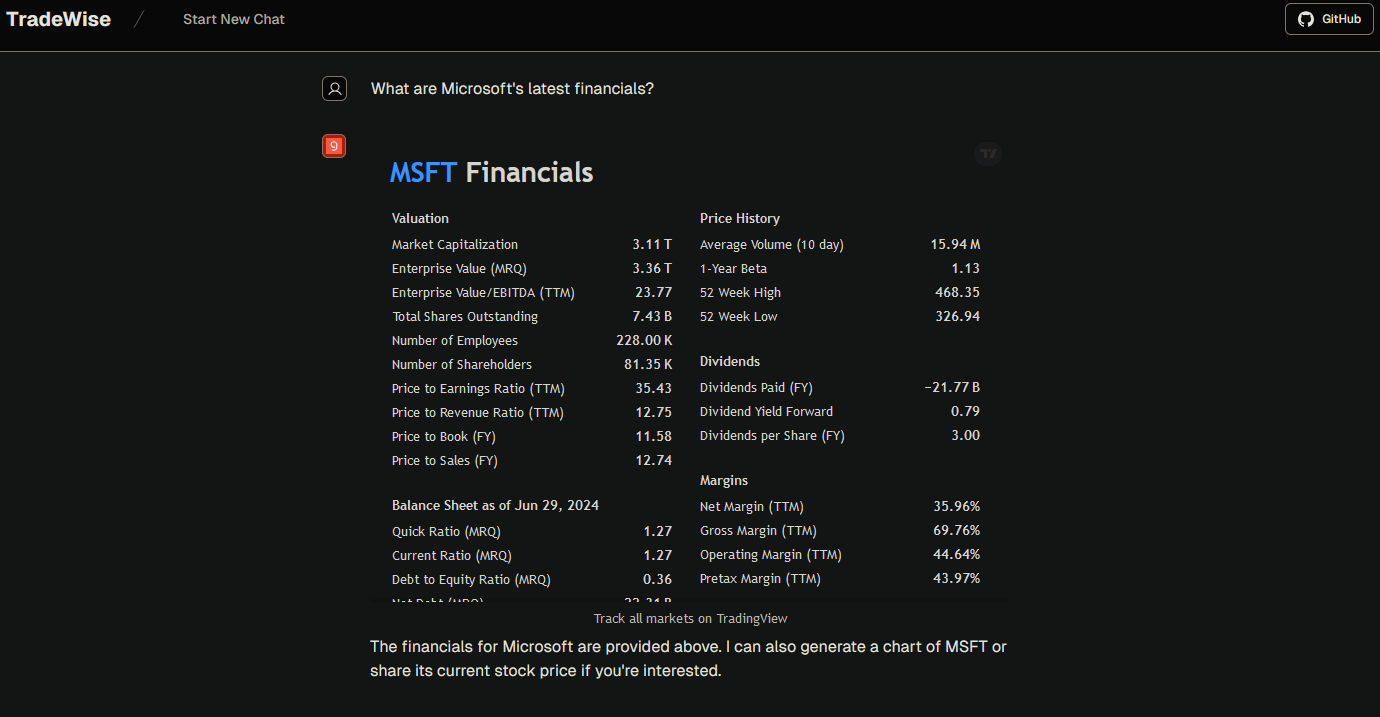 TradeWise
Start New Chat
GitHub
What are Microsoft's latest financials?
MSFT Financials
Valuation
Market Capitalization 3.11 T
Enterprise Value (MRQ) 3.36 T
Enterprise Value/EBITDA (TTM) 23.77
Total Shares Outstanding 7.43 B
Number of Employees 228.00 K
Number of Shareholders 81.35 K
Price to Earnings Ratio (TTM) 35.43
Price to Revenue Ratio (TTM) 12.75
Price to Book (FY) 11.58
Price to Sales (FY) 12.74
Balance Sheet as of Jun 29, 2024
Quick Ratio (MRQ) 1.27
Current Ratio (MRQ) 1.27
Debt to Equity Ratio (MRQ) 0.36
Net Debt (MRQ)
Price History
Average Volume (10 day) 15.94 M
1-Year Beta 1.13
52 Week High 468.35
52 Week Low 326.94
Dividends
Dividends Paid (FY) −21.77 B
Dividend Yield Forward 0.79
Dividends per Share (FY) 3.00
Margins
Net Margin (TTM) 35.96%
Gross Margin (TTM) 69.76%
Operating Margin (TTM) 44.64%
Pretax Margin (TTM) 43.97%
Track all markets on TradingView
The financials for Microsoft are provided above. I can also generate a chart of MSFT or
share its current stock price if you're interested.